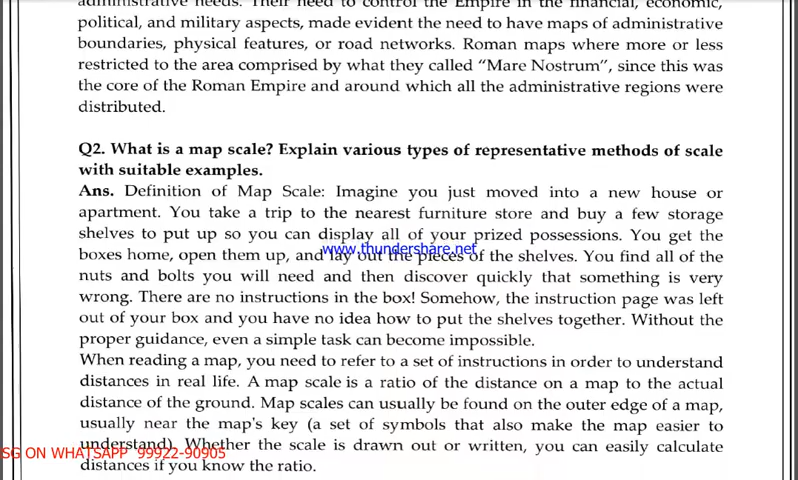 administrative needs. Their need to control the Empire in the financial, economic,
political, and military aspects, made evident the need to have maps of administrative
boundaries, physical features, or road networks. Roman maps where more or less
restricted to the area comprised by what they called “Mare Nostrum”, since this was
the core of the Roman Empire and around which all the administrative regions were
distributed.
Q2. What is a map scale? Explain various types of representative methods of scale
with suitable examples.
Ans. Definition of Map Scale: Imagine you just moved into a new house or
apartment. You take a trip to the nearest furniture store and buy a few storage
shelves to put up so you can display all of your prized possessions. You get the
www.thundershare.net
boxes home, open them up, and lay out the pieces of the shelves. You find all of the
nuts and bolts you will need and then discover quickly that something is very
wrong. There are no instructions in the box! Somehow, the instruction page was left
out of your box and you have no idea how to put the shelves together. Without the
proper guidance, even a simple task can become impossible.
When reading a map, you need to refer to a set of instructions in order to understand
distances in real life. A map scale is a ratio of the distance on a map to the actual
distance of the ground. Map scales can usually be found on the outer edge of a map,
usually near the map's key (a set of symbols that also make the map easier to
understand). Whether the scale is drawn out or written, you can easily calculate
SG ON WHATSAPP 99922-90905
distances if you know the ratio.